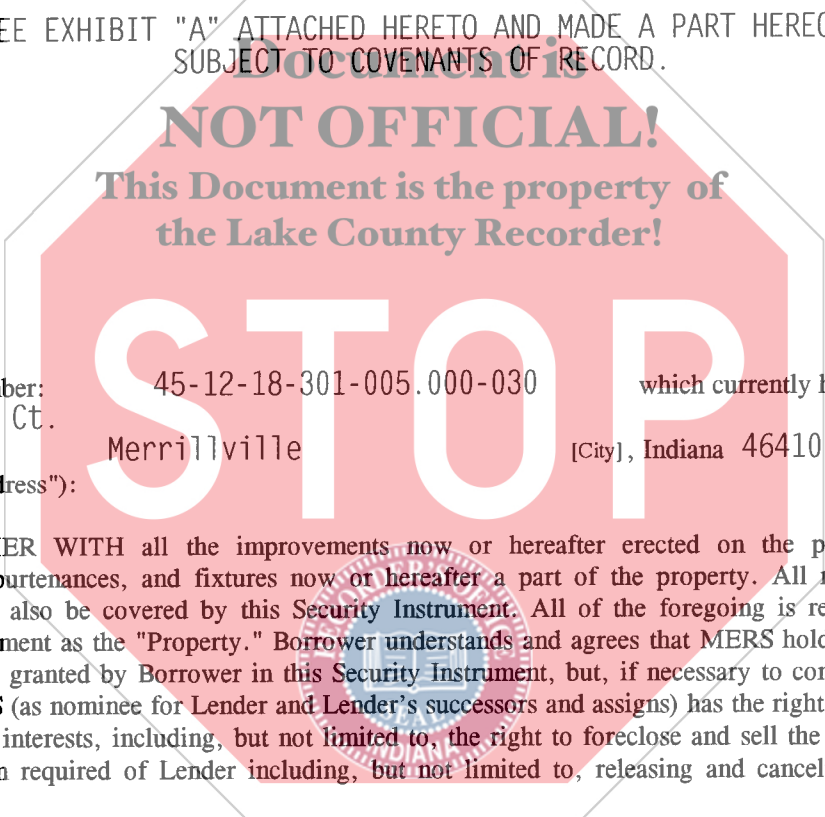 EE EXHIBIT "A" ATTACHED HERETO AND MADE A PART HEREO
SUBJECT TO COVENANTS OF RECORD.
Document is
NOT OFFICIAL!
This Document is the property of
the Lake County Recorder!
STOP
ber: 45-12-18-301-005.000-030 which currently h
Ct.
Merrillville [City], Indiana 46410
dress"):
ER WITH all the improvements now or hereafter erected on the p
purtenances, and fixtures now or hereafter a part of the property. All r
also be covered by this Security Instrument. All of the foregoing is re
ment as the "Property." Borrower understands and agrees that MERS hold
granted by Borrower in this Security Instrument, but, if necessary to cor
S (as nominee for Lender and Lender's successors and assigns) has the right
interests, including, but not limited to, the right to foreclose and sell the
n required of Lender including, but not limited to, releasing and cancel
SEAL
INDIANA